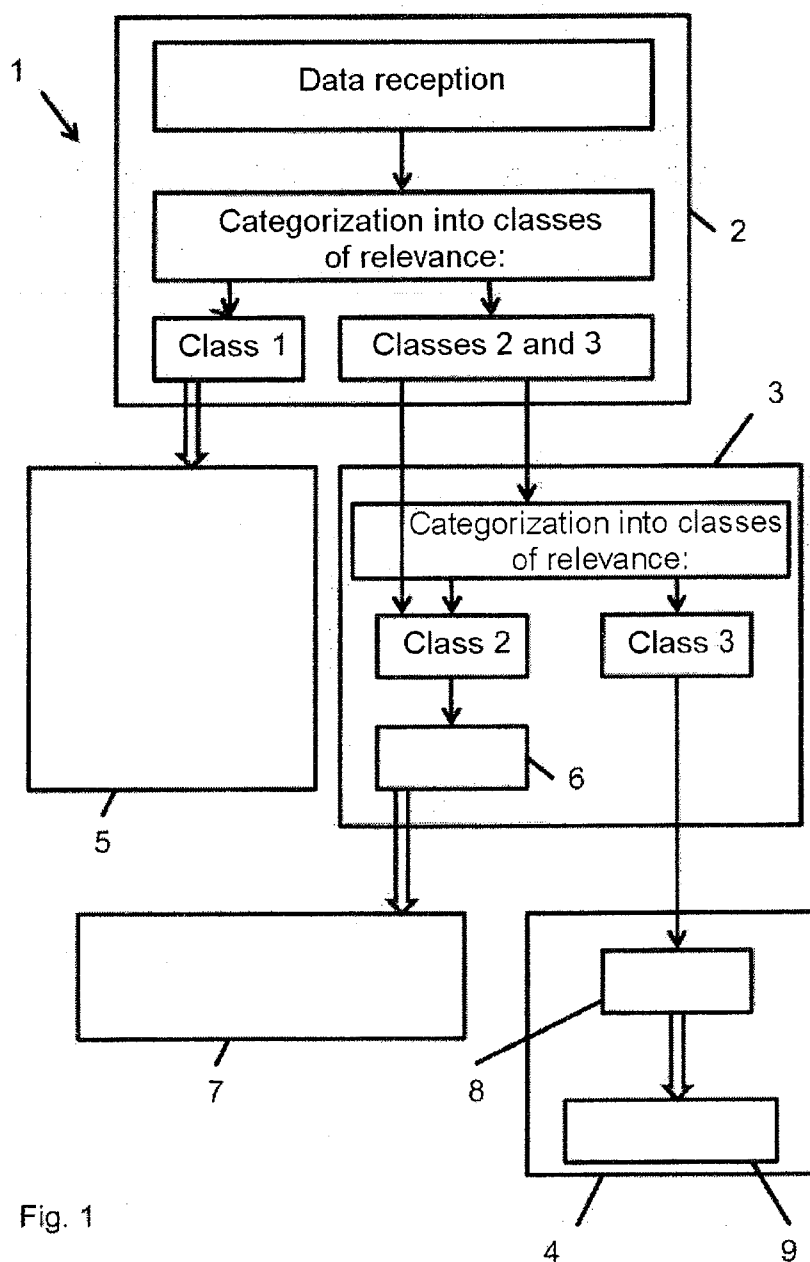 1
Data reception
Categorization into classes
of relevance:
2
Class 1
Classes 2 and 3
3
Categorization into classes
of relevance:
Class 2
Class 3
6
5
7
8
Fig. 1
4
9